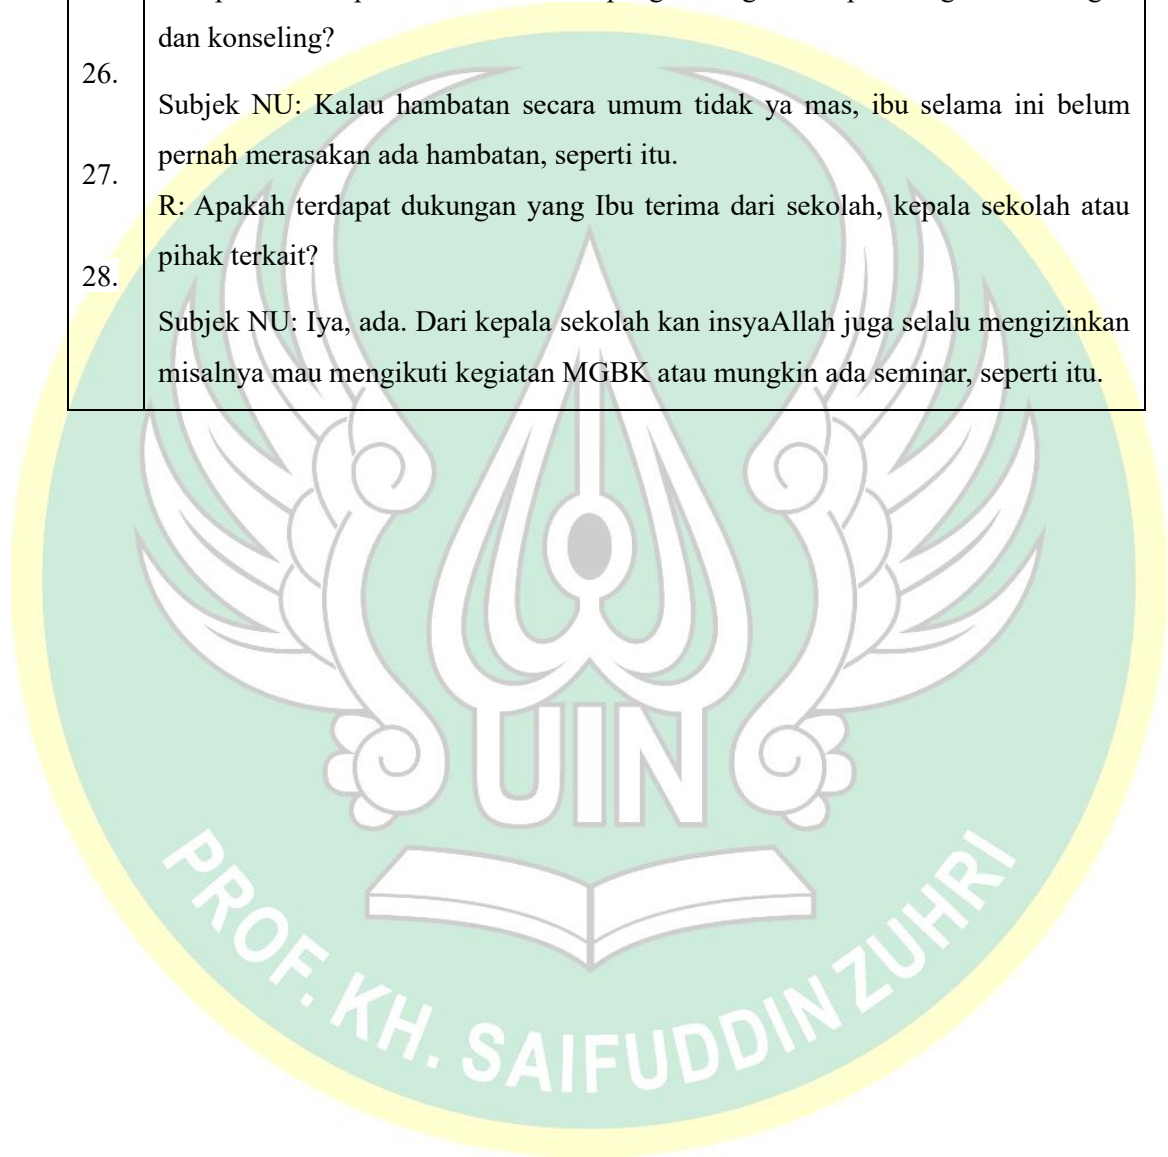 dan konseling?
26.
Subjek NU: Kalau hambatan secara umum tidak ya mas, ibu selama ini belum
pernah merasakan ada hambatan, seperti itu.
27.
R: Apakah terdapat dukungan yang Ibu terima dari sekolah, kepala sekolah atau
pihak terkait?
28.
Subjek NU: Iya, ada. Dari kepala sekolah kan insyaAllah juga selalu mengizinkan
misalnya mau mengikuti kegiatan MGBK atau mungkin ada seminar, seperti itu.
UIN
PROF. KH. SAIFUDDIN ZUHRI